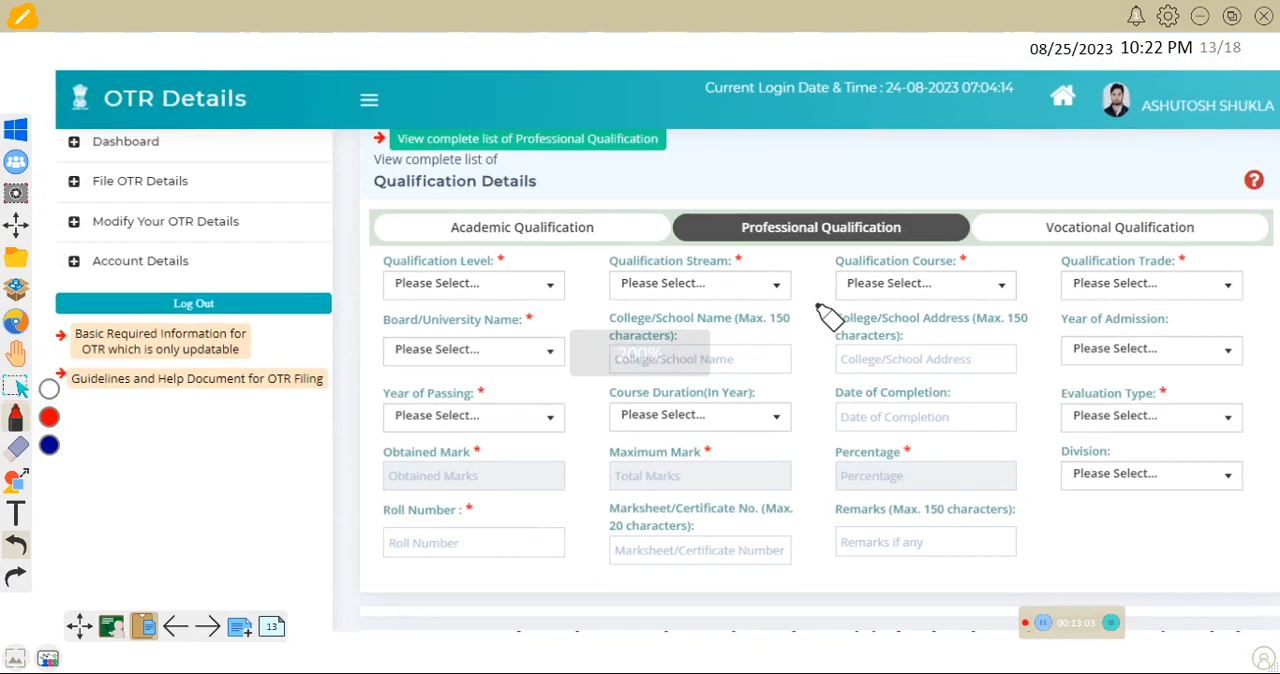 08/25/2023 10:22 PM 13/18
OTR Details
Current Login Date & Time : 24-08-2023 07:04:14
ASHUTOSH SHUKLA
Dashboard
File OTR Details
Modify Your OTR Details
Account Details
Log Out
Basic Required Information for
OTR which is only updatable
Guidelines and Help Document for OTR Filing
View complete list of Professional Qualification
View complete list of
Qualification Details
?
Academic Qualification
Professional Qualification
Vocational Qualification
Qualification Level: * Qualification Stream: * Qualification Course: * Qualification Trade: *
Please Select... Please Select... Please Select... Please Select...
Board/University Name: * College/School Name (Max. 150 characters): College/School Address (Max. 150 characters): Year of Admission:
Please Select... College/School Name College/School Address Please Select...
200%
Year of Passing: * Course Duration(In Year): Date of Completion: Evaluation Type: *
Please Select... Please Select... Date of Completion Please Select...
Obtained Mark * Maximum Mark * Percentage * Division:
Obtained Marks Total Marks Percentage Please Select...
Roll Number : * Marksheet/Certificate No. (Max. 20 characters): Remarks (Max. 150 characters):
Roll Number Marksheet/Certificate Number Remarks if any
T
13
00:13:03